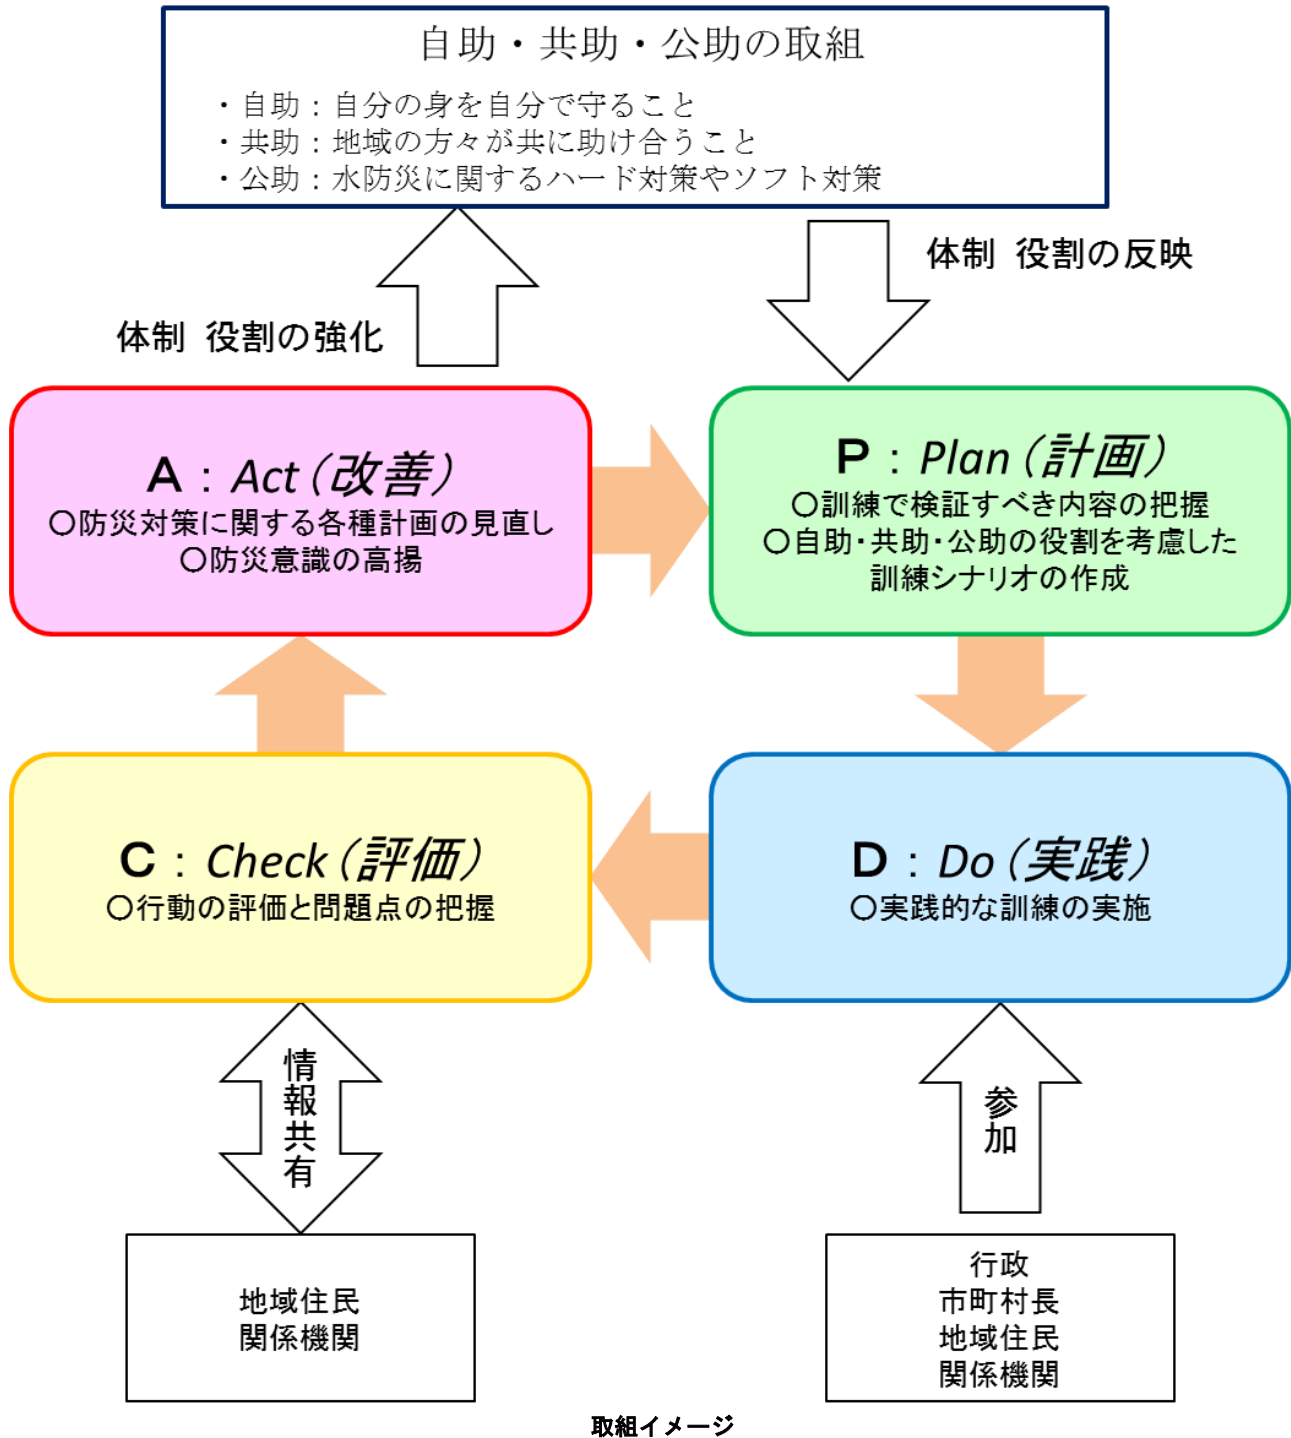 自助・共助・公助の取組
・自助：自分の身を自分で守ること
・共助：地域の方々が共に助け合うこと
・公助：水防災に関するハード対策やソフト対策
体制 役割の反映
体制 役割の強化
A：Act（改善）
○防災対策に関する各種計画の見直し
○防災意識の高揚
P：Plan（計画）
○訓練で検証すべき内容の把握
○自助・共助・公助の役割を考慮した
訓練シナリオの作成
C：Check（評価）
○行動の評価と問題点の把握
D：Do（実践）
○実践的な訓練の実施
情報共有
参加
地域住民
関係機関
行政
市町村長
地域住民
関係機関
取組イメージ